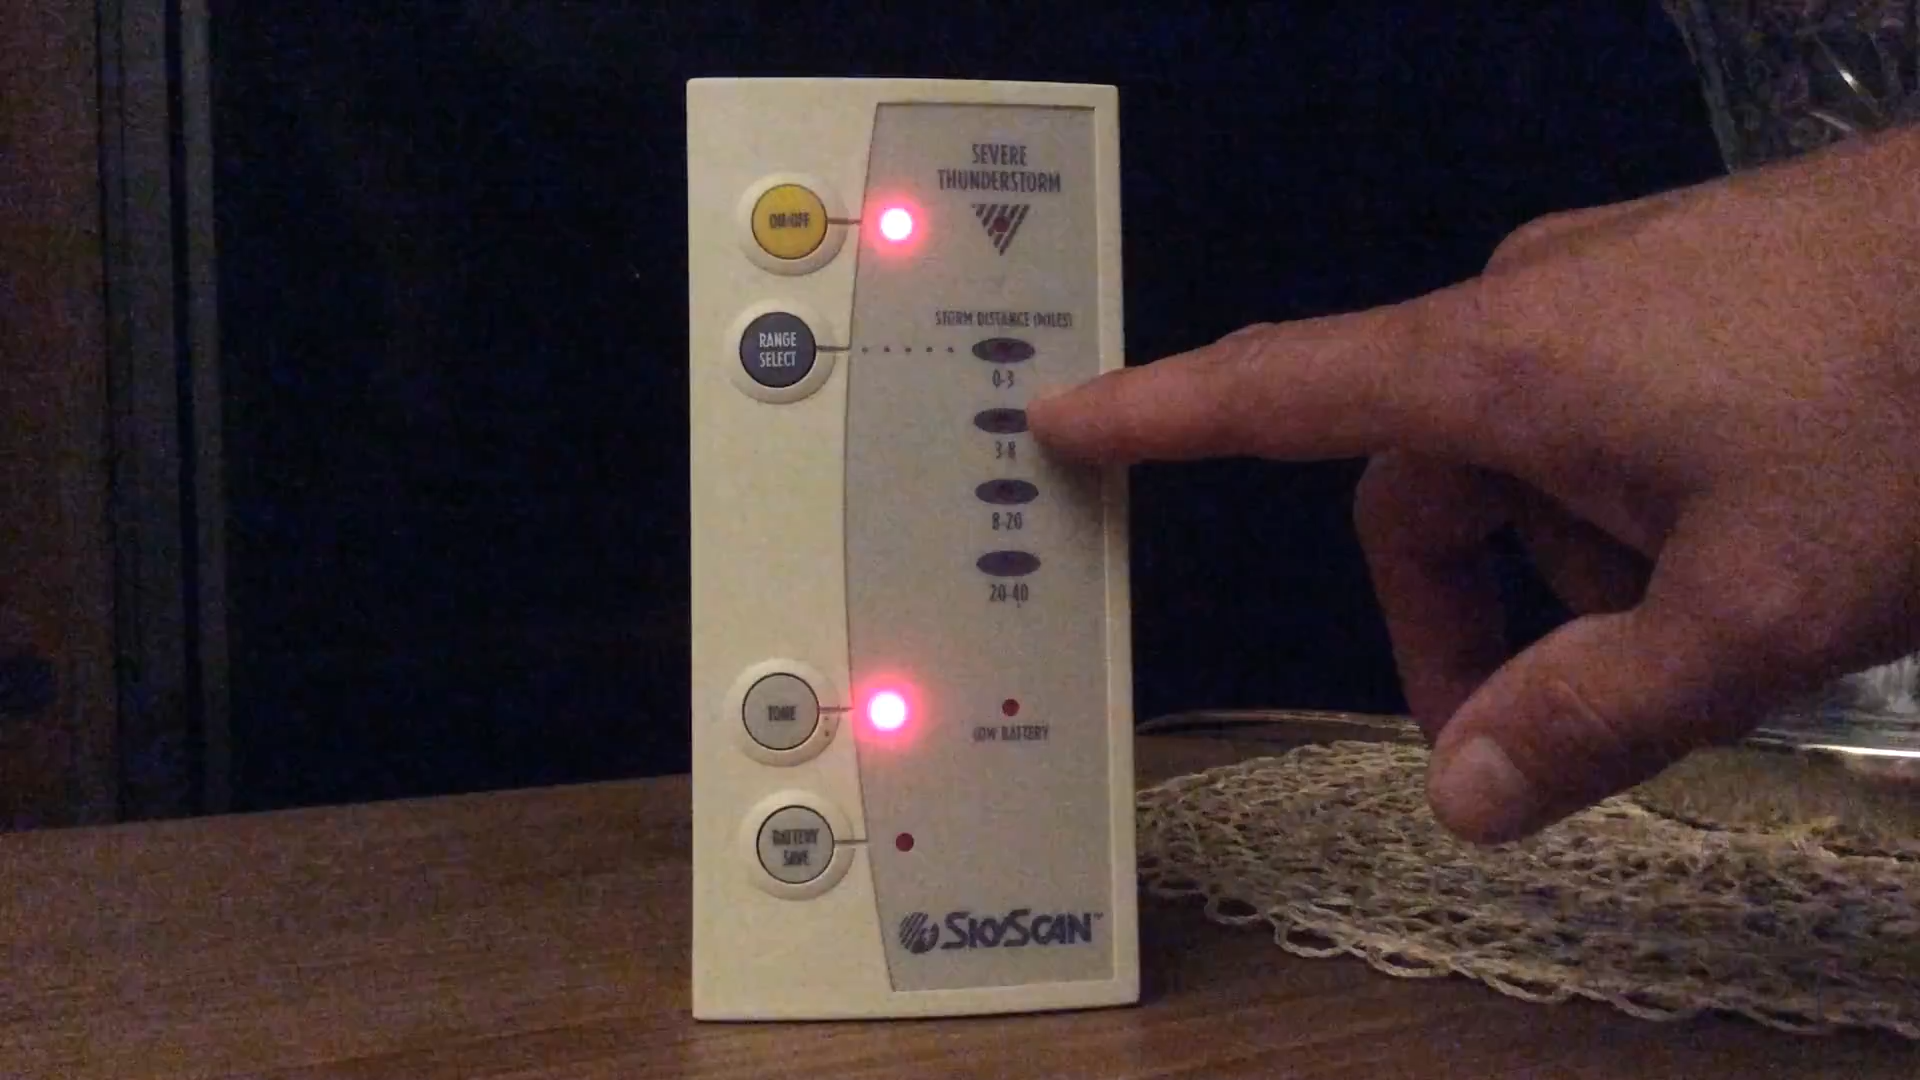 SEVERE
THUNDERSTORM
ON/OFF
STORM DISTANCE (MILES)
RANGE
SELECT
0-3
3-8
8-20
20-40
TONE
LOW BATTERY
BATTERY
SAVE
SKYSCAN™